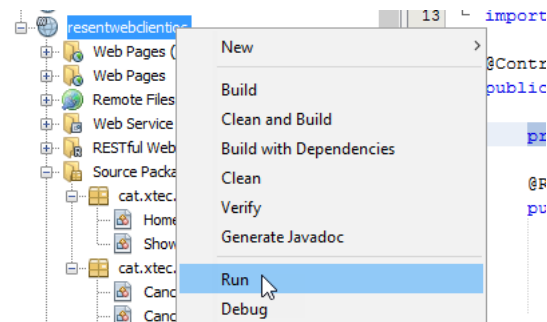 resentwebclientioc
Web Pages (
Web Pages
Remote Files
Web Service
RESTful Web
Source Packa
cat.xtec.
Home
Show
cat.xtec.
Canc
Canc
New
Build
Clean and Build
Build with Dependencies
Clean
Verify
Generate Javadoc
Run
Debug
13 import
@Contr
public
pr
@R
pu